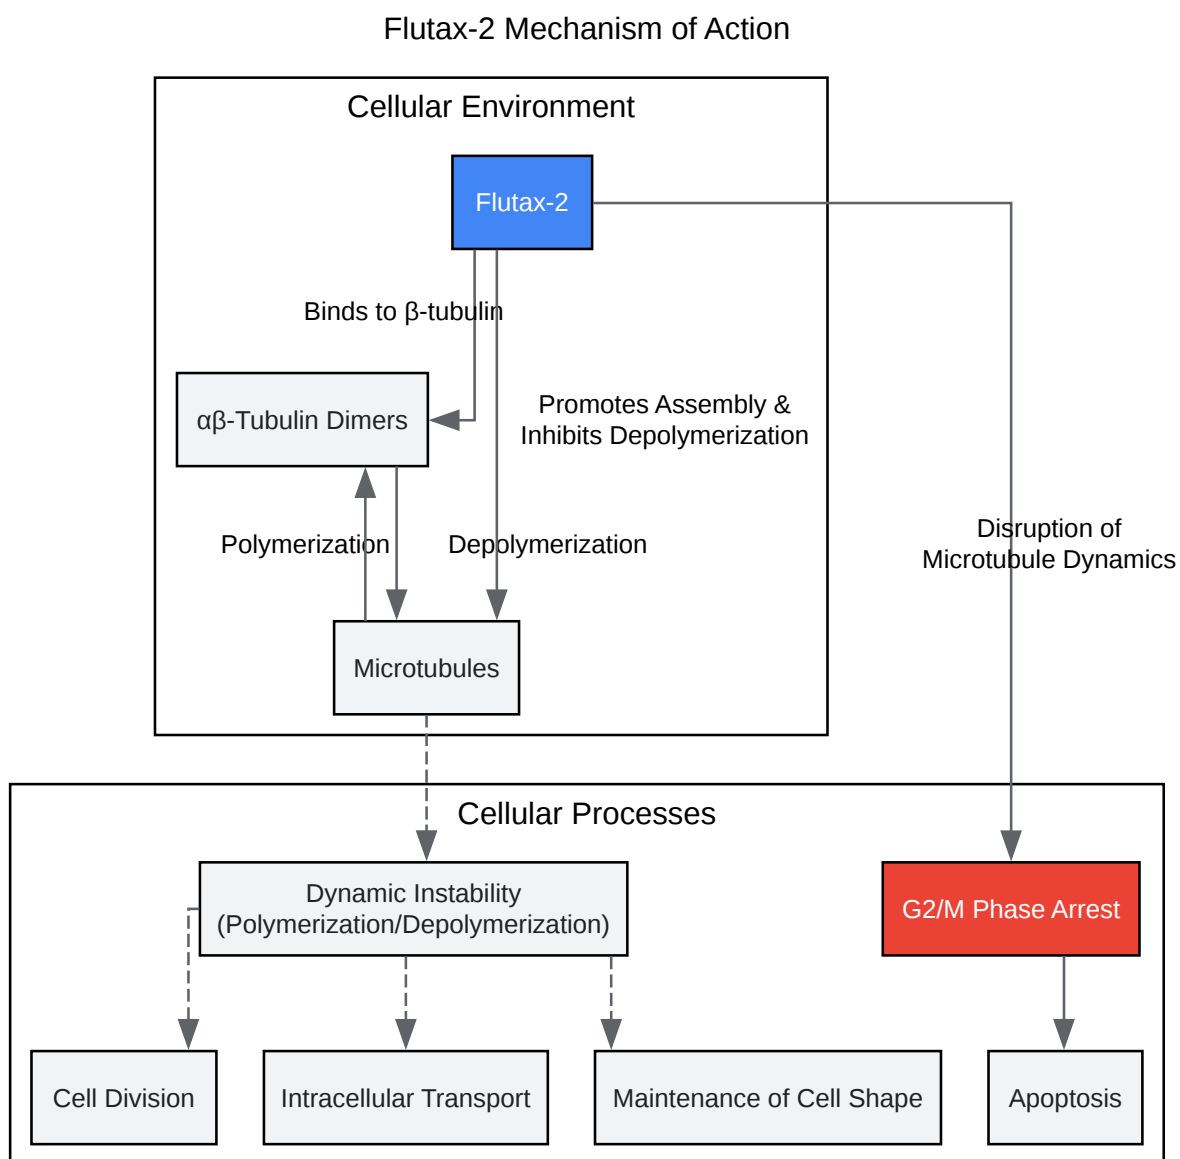 Flutax-2 Mechanism of Action
Cellular Environment
Flutax-2
Binds to β-tubulin
αβ-Tubulin Dimers
Promotes Assembly &
Inhibits Depolymerization
Polymerization
Depolymerization
Disruption of
Microtubule Dynamics
Microtubules
Cellular Processes
Dynamic Instability
(Polymerization/Depolymerization)
G2/M Phase Arrest
Cell Division
Intracellular Transport
Maintenance of Cell Shape
Apoptosis